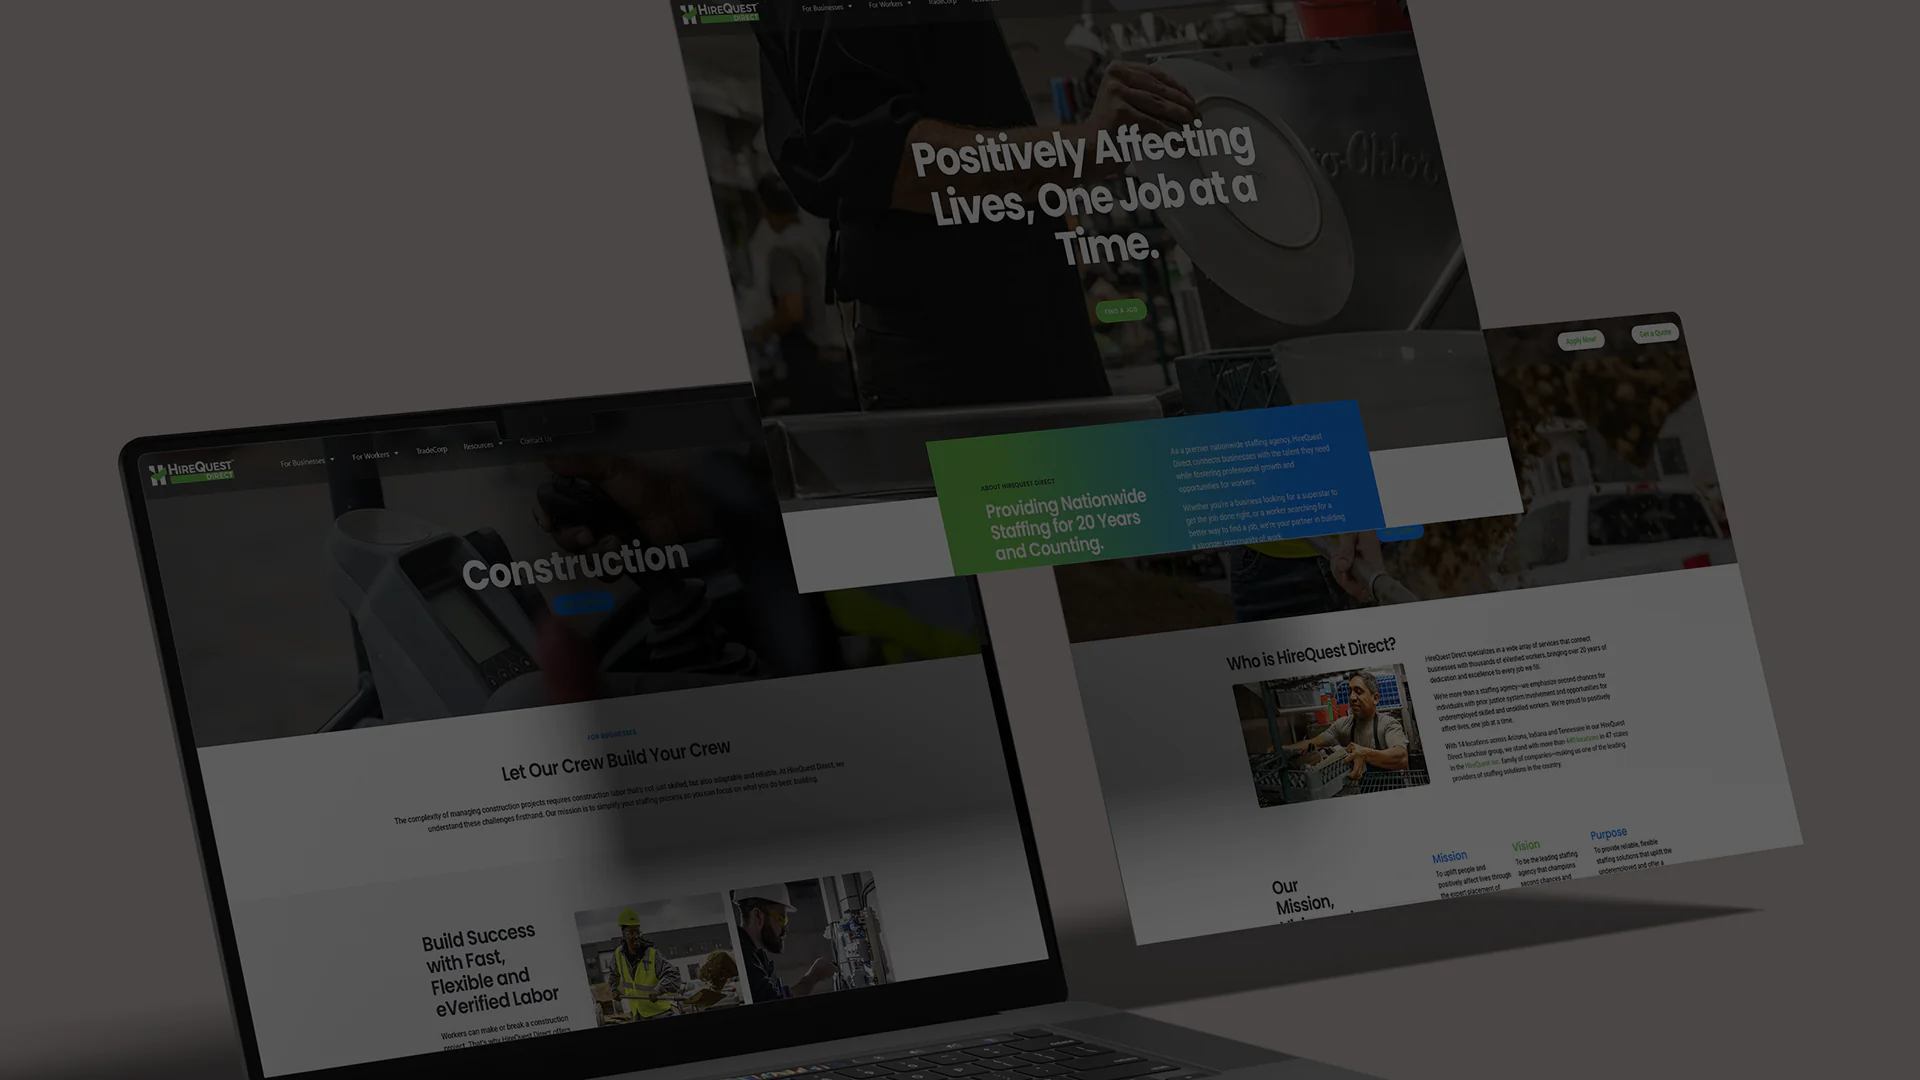 HIREQUEST
DIRECT
For Businesses
For Workers
TradeCorp
Positively Affecting
Lives, One Job at a
Time.
FIND A JOB
ABOUT HIREQUEST DIRECT
Providing Nationwide
Staffing for 20 Years
and Counting.
As a premier nationwide staffing agency, HireQuest
Direct connects businesses with the talent they need
while fostering professional growth and
opportunities for workers.
Whether you're a business looking for a superstar to
get the job done right, or a worker searching for a
better way to find a job, we're your partner in building
a stronger community of work.
HIREQUEST
DIRECT
For Businesses
For Workers
TradeCorp
Resources
Contact Us
Construction
FOR BUSINESSES
Let Our Crew Build Your Crew
The complexity of managing construction projects requires construction labor that's not just skilled, but also adaptable and reliable. At HireQuest Direct, we
understand these challenges firsthand. Our mission is to simplify your staffing process so you can focus on what you do best: building.
Build Success
with Fast,
Flexible and
eVerified Labor
Workers can make or break a construction
project. That's why HireQuest Direct offers
Apply Now!
Get a Quote
Who is HireQuest Direct?
HireQuest Direct specializes in a wide array of services that connect
businesses with thousands of eVerified workers, bringing over 20 years of
dedication and excellence to every job we fill.
We're more than a staffing agency—we emphasize second chances for
individuals with prior justice system involvement and opportunities for
underemployed skilled and unskilled workers. We're proud to positively
affect lives, one job at a time.
With 14 locations across Arizona, Indiana and Tennessee in our HireQuest
Direct franchise group, we stand with more than locations in 47 states
in the HireQuest Inc. family of companies—making us one of the leading
providers of staffing solutions in the country.
Our
Mission,
Mission
To uplift people and
positively affect lives through
the expert placement of
Vision
To be the leading staffing
agency that champions
second chances and
Purpose
To provide reliable, flexible
staffing solutions that uplift the
underemployed and offer a